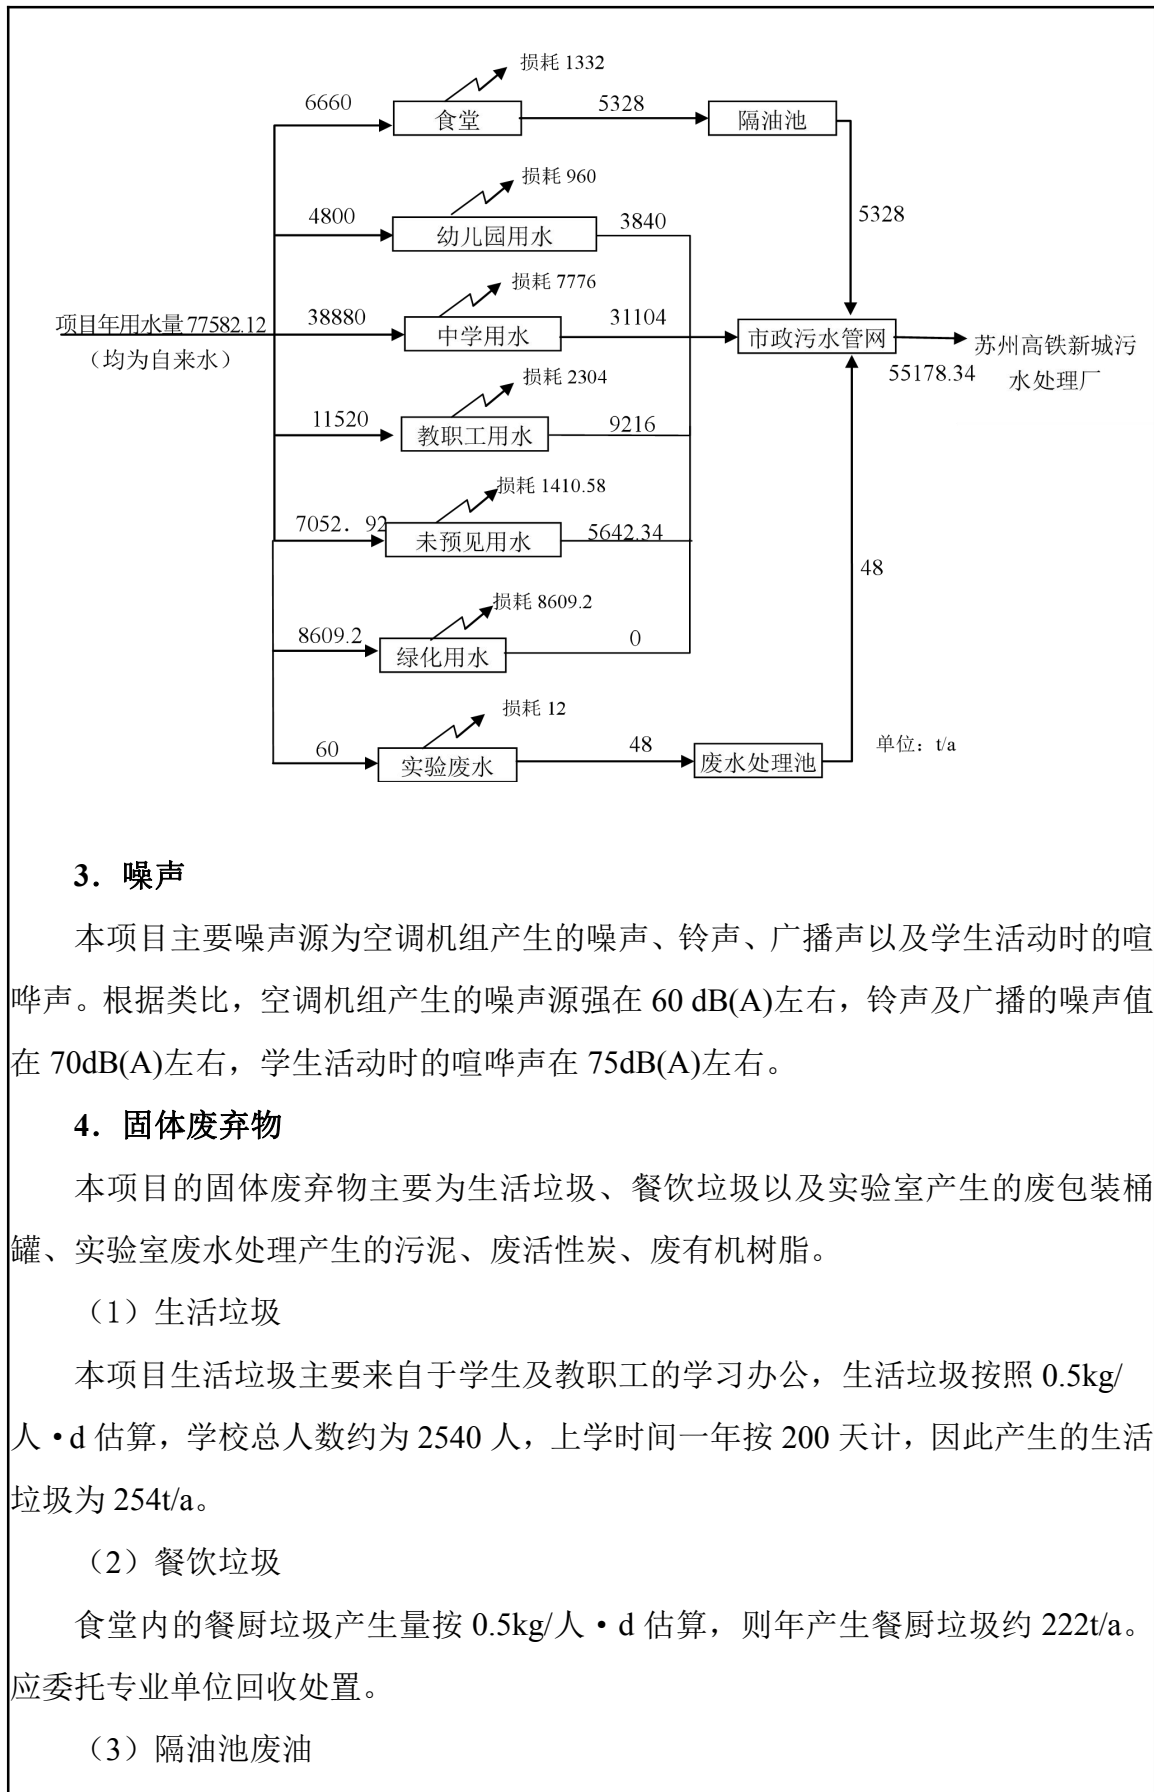 损耗 1332
6660
食堂
5328
隔油池
损耗 960
4800
幼儿园用水
3840
5328
损耗 7776
项目年用水量 77582.12
（均为自来水）
38880
中学用水
31104
市政污水管网
55178.34
苏州高铁新城污
水处理厂
损耗 2304
11520
教职工用水
9216
损耗 1410.58
7052．92
未预见用水
5642.34
48
损耗 8609.2
8609.2
绿化用水
0
损耗 12
60
实验废水
48
废水处理池
单位：t/a
3．噪声
本项目主要噪声源为空调机组产生的噪声、铃声、广播声以及学生活动时的喧
哗声。根据类比，空调机组产生的噪声源强在 60 dB(A)左右，铃声及广播的噪声值
在 70dB(A)左右，学生活动时的喧哗声在 75dB(A)左右。
4．固体废弃物
本项目的固体废弃物主要为生活垃圾、餐饮垃圾以及实验室产生的废包装桶
罐、实验室废水处理产生的污泥、废活性炭、废有机树脂。
（1）生活垃圾
本项目生活垃圾主要来自于学生及教职工的学习办公，生活垃圾按照 0.5kg/
人•d 估算，学校总人数约为 2540 人，上学时间一年按 200 天计，因此产生的生活
垃圾为 254t/a。
（2）餐饮垃圾
食堂内的餐厨垃圾产生量按 0.5kg/人•d 估算，则年产生餐厨垃圾约 222t/a。
应委托专业单位回收处置。
（3）隔油池废油